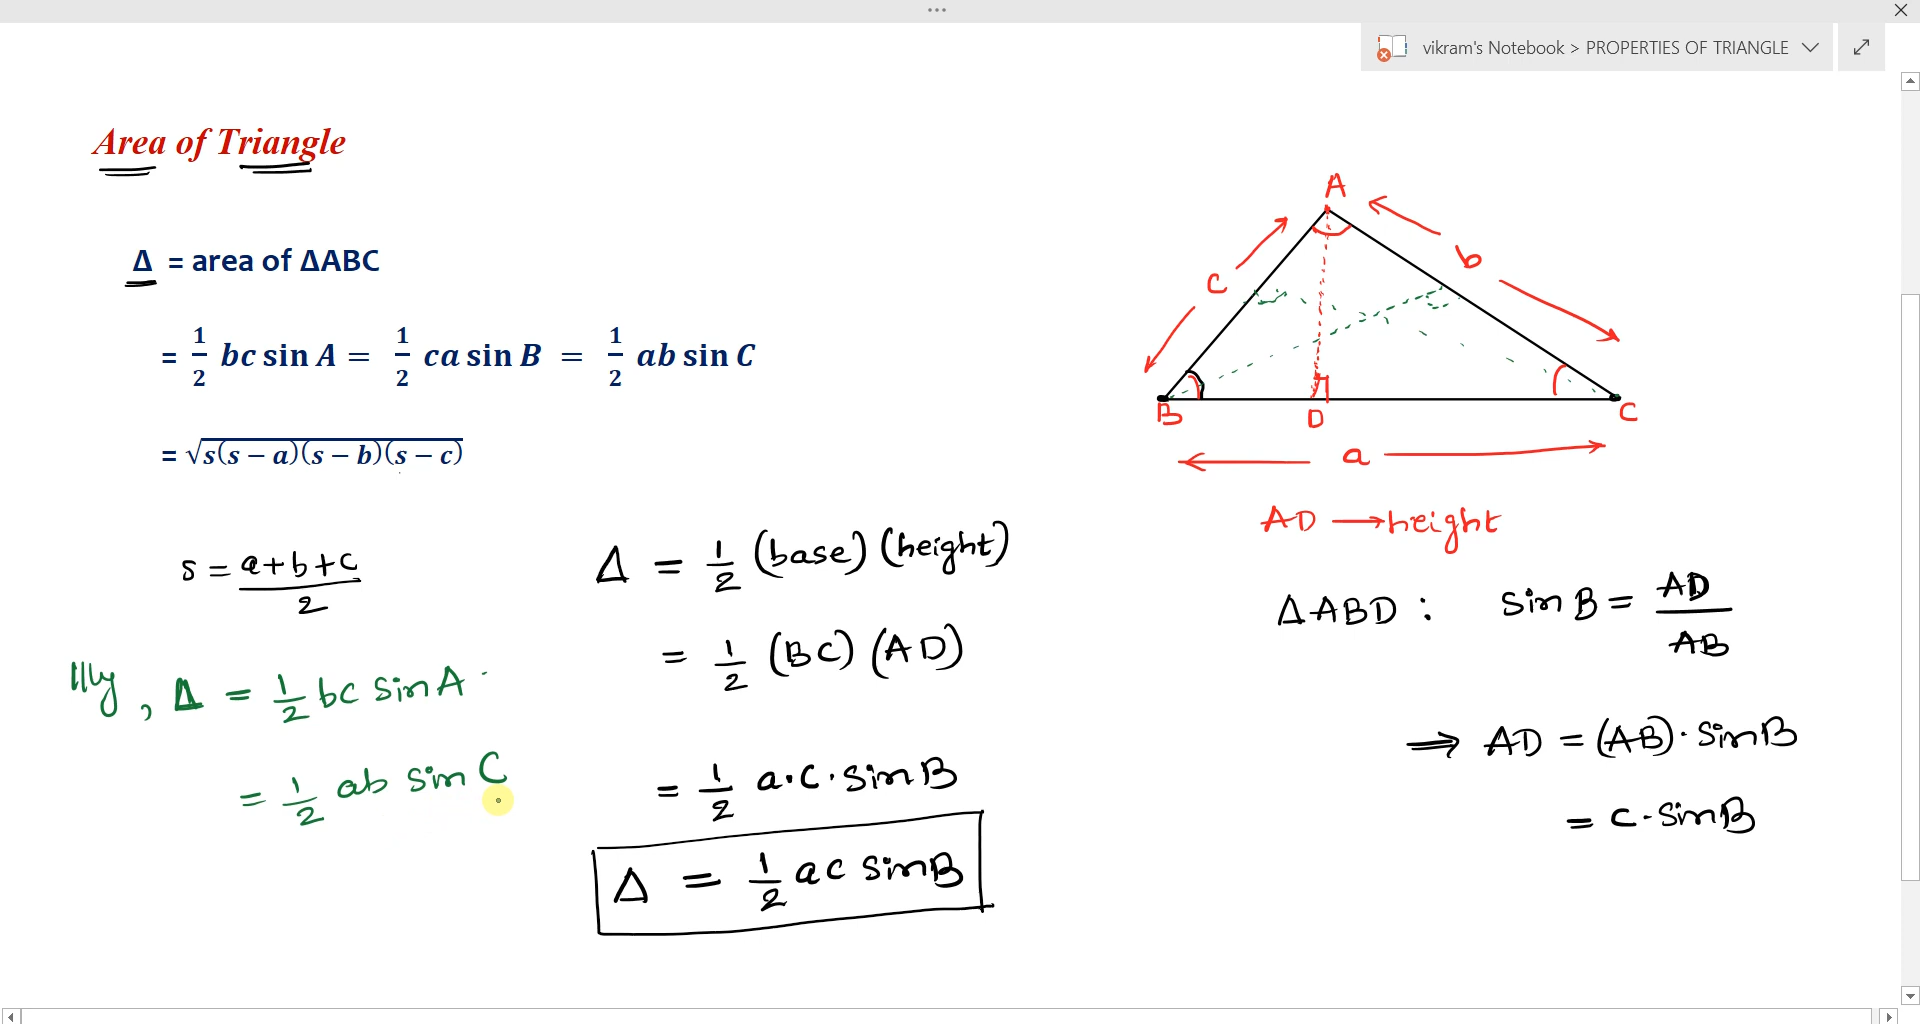 vikram's Notebook > PROPERTIES OF TRIANGLE
Area of Triangle
Δ = area of ΔABC
= 1/2 bc sin A = 1/2 ca sin B = 1/2 ab sin C
= √s(s − a)(s − b)(s − c)
s = a+b+c/2
Δ = 1/2 (base) (height)
= 1/2 (BC) (AD)
= 1/2 a·c·sinB
Δ = 1/2 ac sinB
lllly, Δ = 1/2 bc sinA
= 1/2 ab sin C
A
c
b
B
D
C
a
AD → height
ΔABD : sin B = AD/AB
⇒ AD = (AB)·sinB
= c·sinB